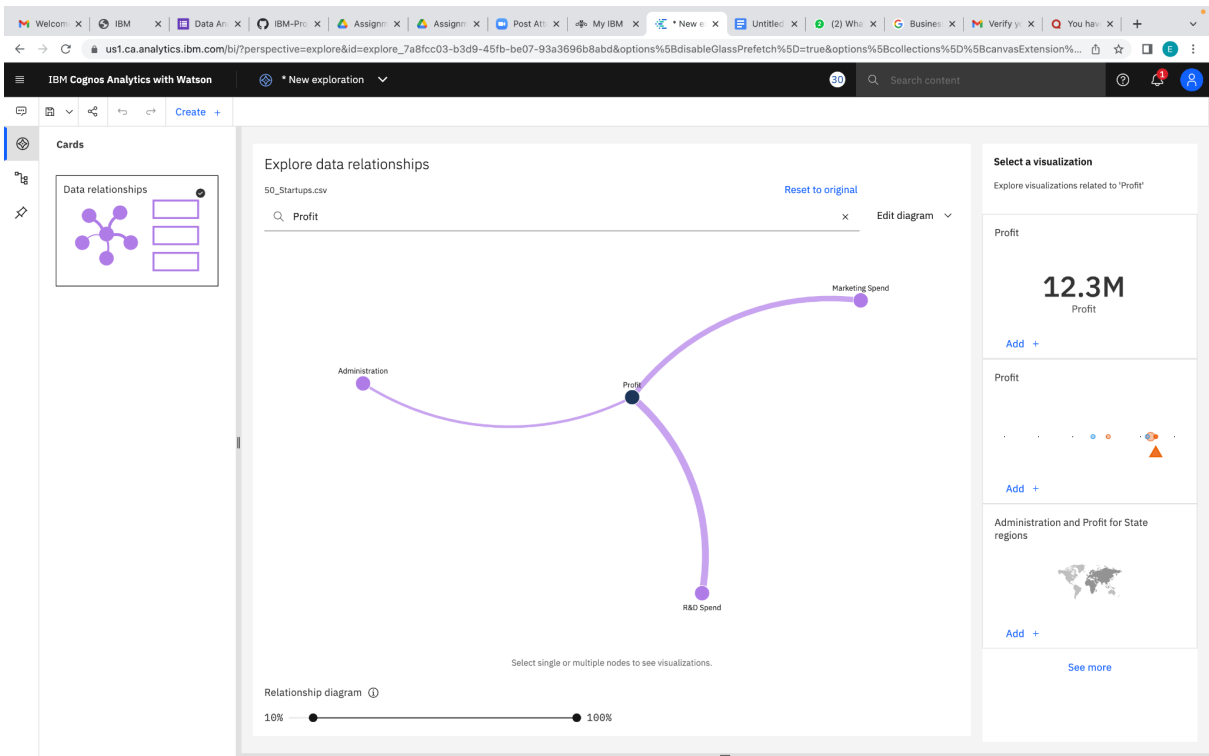 Welcom
IBM
Data An
IBM-Pro
Assignm
Assignm
Post Att
My IBM
* New e
Untitled
(2) Wha
Busines
Verify yo
You hav
us1.ca.analytics.ibm.com/bi/?perspective=explore&id=explore_7a8fcc03-b3d9-45fb-be07-93a3696b8abd&options%5BdisableGlassPrefetch%5D=true&options%5Bcollections%5D%5BcanvasExtension%...
E
IBM Cognos Analytics with Watson
* New exploration
30
Search content
1
Create +
Cards
Data relationships
Explore data relationships
50_Startups.csv
Reset to original
Profit
Edit diagram
Marketing Spend
Administration
Profit
R&D Spend
Select single or multiple nodes to see visualizations.
Relationship diagram
10%
100%
Select a visualization
Explore visualizations related to 'Profit'
Profit
12.3M
Profit
Add +
Profit
Add +
Administration and Profit for State
regions
Add +
See more